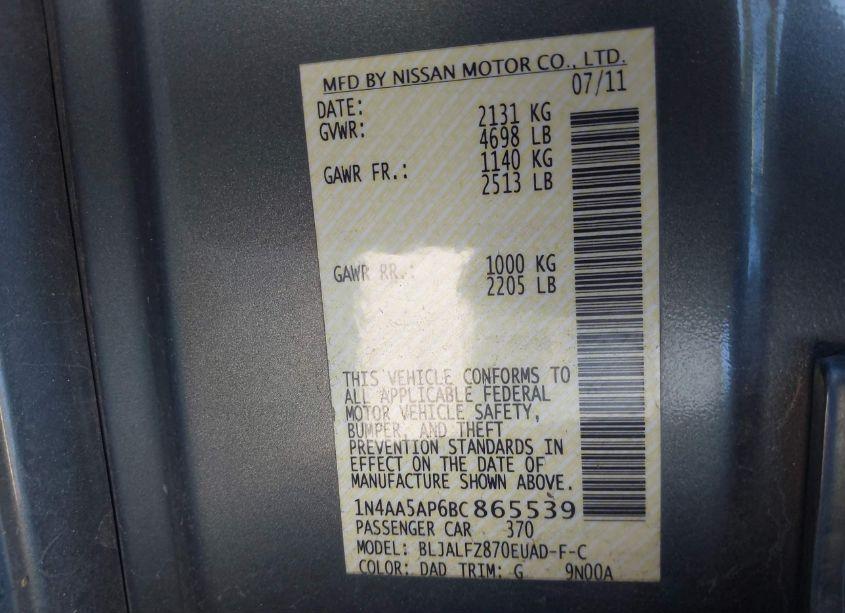 MFD BY NISSAN MOTOR CO., LTD.
DATE: 07/11
GVWR: 2131 KG
4698 LB
GAWR FR.: 1140 KG
2513 LB
GAWR RR.: 1000 KG
2205 LB
THIS VEHICLE CONFORMS TO
ALL APPLICABLE FEDERAL
MOTOR VEHICLE SAFETY,
BUMPER, AND THEFT
PREVENTION STANDARDS IN
EFFECT ON THE DATE OF
MANUFACTURE SHOWN ABOVE.
1N4AA5AP6BC865539
PASSENGER CAR 370
MODEL: BLJALFZ870EUAD-F-C
COLOR: DAD TRIM: G 9N00A